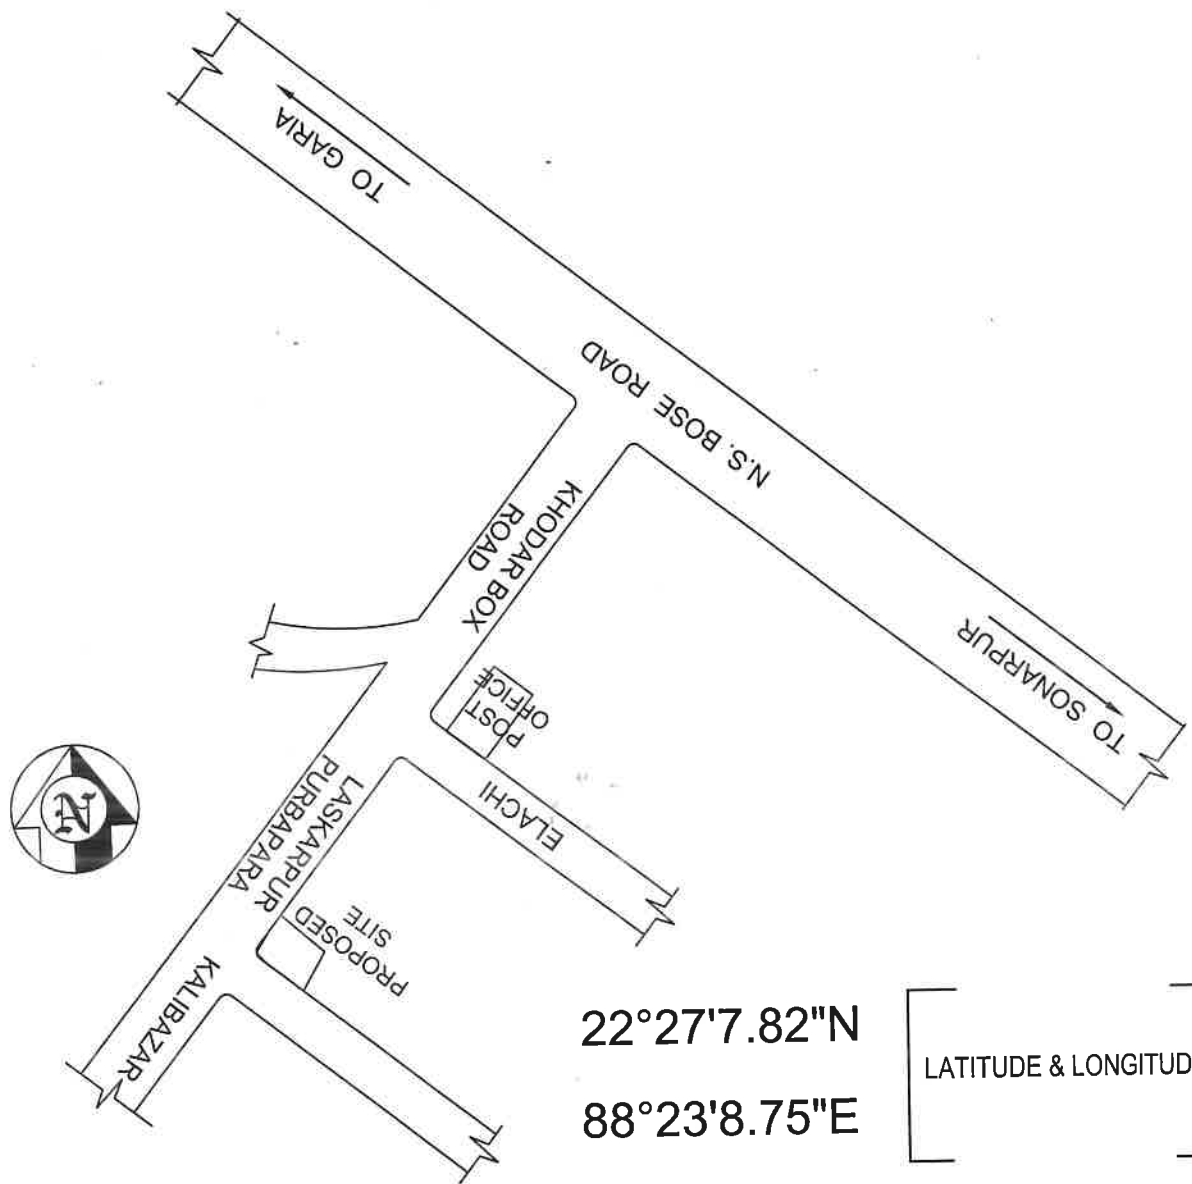 TO GARIA
N.S. BOSE ROAD
KHODAR BOX
ROAD
TO SONARPUR
POST
OFFICE
ELACHI
LASKARPUR
PURBAPARA
N
PROPOSED
SITE
KALIBAZAR
22°27'7.82"N
88°23'8.75"E
LATITUDE & LONGITUD